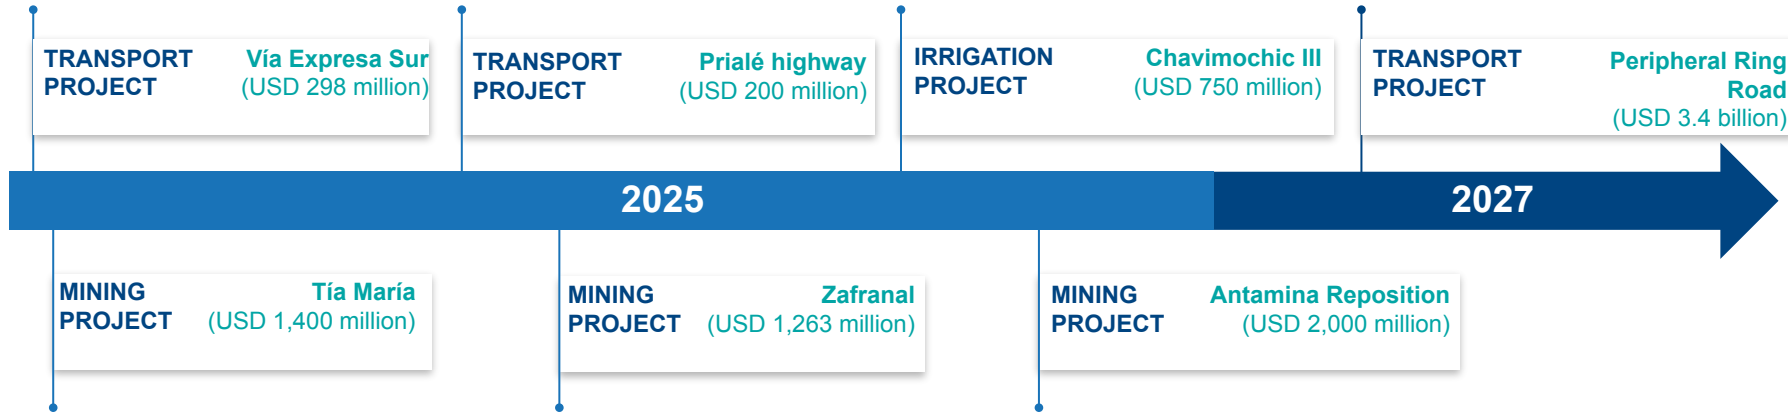 TRANSPORT
PROJECT
Vía Expresa Sur
(USD 298 million)
TRANSPORT
PROJECT
Prialé highway
(USD 200 million)
IRRIGATION
PROJECT
Chavimochic III
(USD 750 million)
TRANSPORT
PROJECT
Peripheral Ring
Road
(USD 3.4 billion)
2025
2027
MINING
PROJECT
Tía María
(USD 1,400 million)
MINING
PROJECT
Zafranal
(USD 1,263 million)
MINING
PROJECT
Antamina Reposition
(USD 2,000 million)